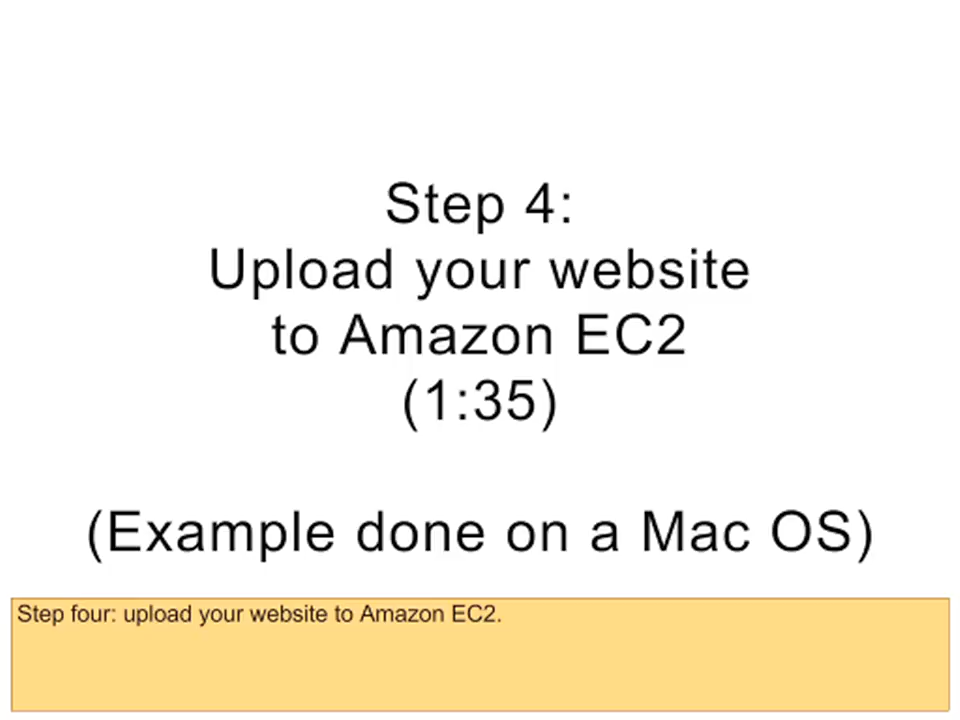 Step 4:
Upload your website
to Amazon EC2
(1:35)
(Example done on a Mac OS)
Step four: upload your website to Amazon EC2.